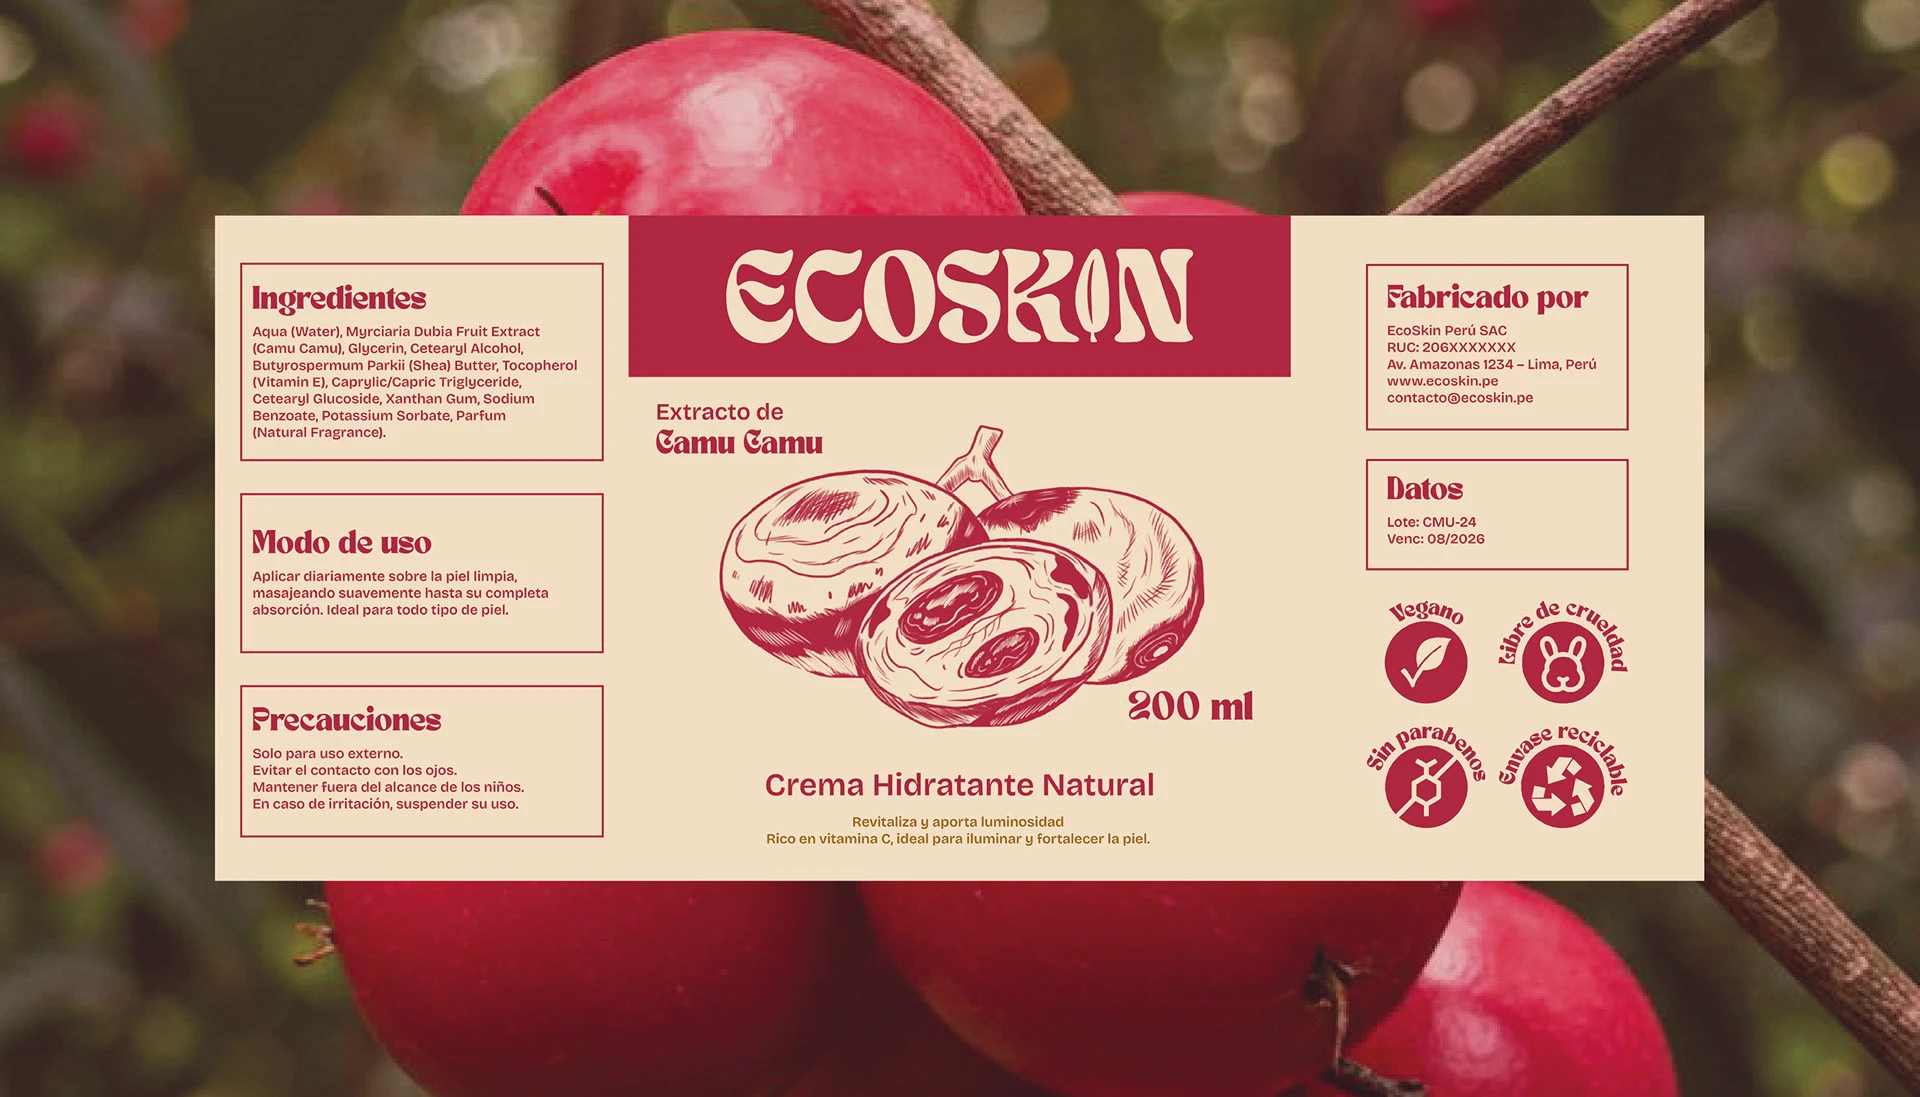 Ingredientes
Aqua (Water), Myrciaria Dubia Fruit Extract
(Camu Camu), Glycerin, Cetearyl Alcohol,
Butyrospermum Parkii (Shea) Butter, Tocopherol
(Vitamin E), Caprylic/Capric Triglyceride,
Cetearyl Glucoside, Xanthan Gum, Sodium
Benzoate, Potassium Sorbate, Parfum
(Natural Fragrance).
Modo de uso
Aplicar diariamente sobre la piel limpia,
masajeando suavemente hasta su completa
absorción. Ideal para todo tipo de piel.
Precauciones
Solo para uso externo.
Evitar el contacto con los ojos.
Mantener fuera del alcance de los niños.
En caso de irritación, suspender su uso.
ECOSKIN
Extracto de
Camu Camu
200 ml
Crema Hidratante Natural
Revitaliza y aporta luminosidad
Rico en vitamina C, ideal para iluminar y fortalecer la piel.
Fabricado por
EcoSkin Perú SAC
RUC: 206XXXXXXX
Av. Amazonas 1234 – Lima, Perú
www.ecoskin.pe
contacto@ecoskin.pe
Datos
Lote: CMU-24
Venc: 08/2026
Vegano
Libre de crueldad
Sin parabenos
Envase reciclable